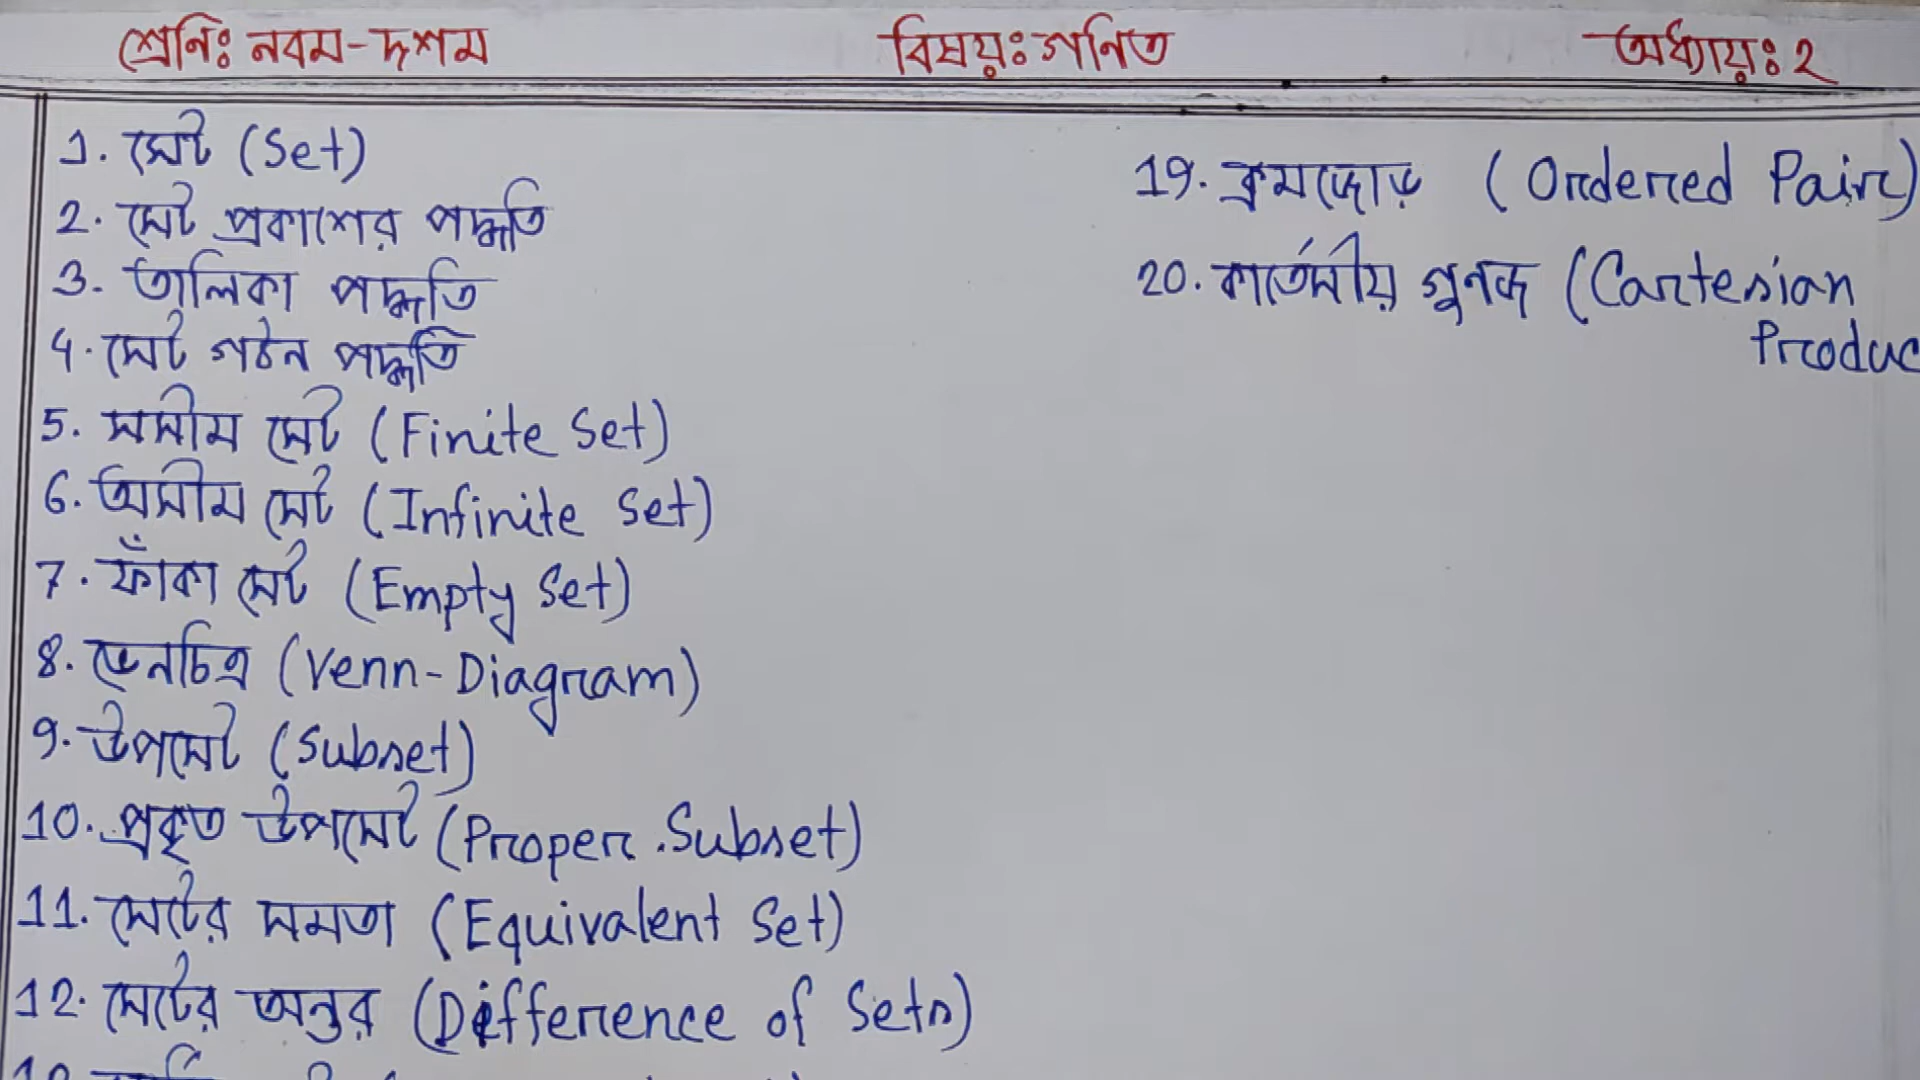 শ্রেনিঃ নবম-দশম
বিষয়ঃ গনিত
অধ্যায়ঃ ২
1. সেট (Set)
2. সেট প্রকাশের পদ্ধতি
3. তালিকা পদ্ধতি
4. সেট গঠন পদ্ধতি
5. সসীম সেট (Finite Set)
6. অসীম সেট (Infinite Set)
7. ফাঁকা সেট (Empty Set)
8. ভেনচিত্র (Venn-Diagram)
9. উপসেট (Subset)
10. প্রকৃত উপসেট (Proper Subset)
11. সেটের সমতা (Equivalent Set)
12. সেটের অন্তর (Difference of Sets)
19. ক্রমজোড় (Ordered Pair)
20. কার্তেসীয় গুনজ (Cartesian
Produc